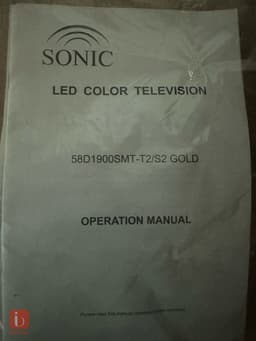 SONIC
LED COLOR TELEVISION
58D1900SMT-T2/S2 GOLD
OPERATION MANUAL